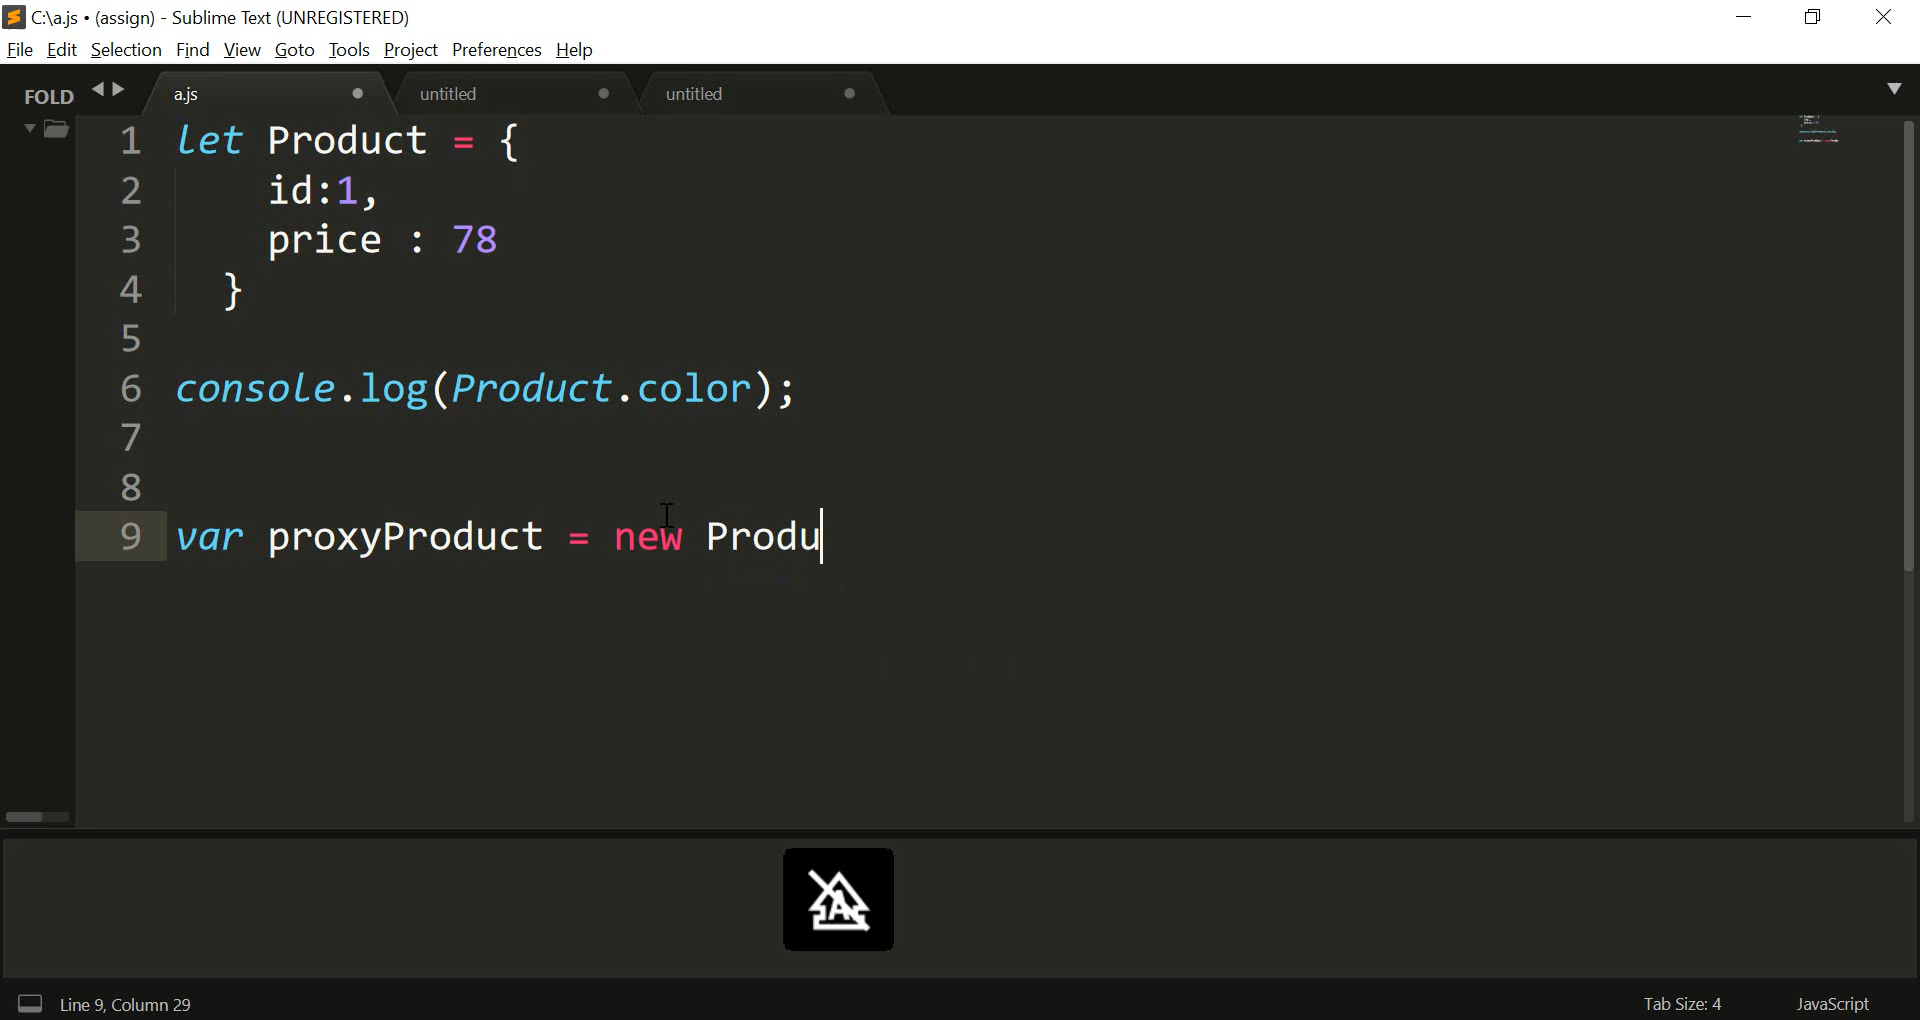 C:\a.js • (assign) - Sublime Text (UNREGISTERED)
File Edit Selection Find View Goto Tools Project Preferences Help
FOLD a.js untitled untitled
1 let Product = {
2 id:1,
3 price : 78
4 }
5
6 console.log(Product.color);
7
8
9 var proxyProduct = new Produ
A
Line 9, Column 29 Tab Size: 4 JavaScript